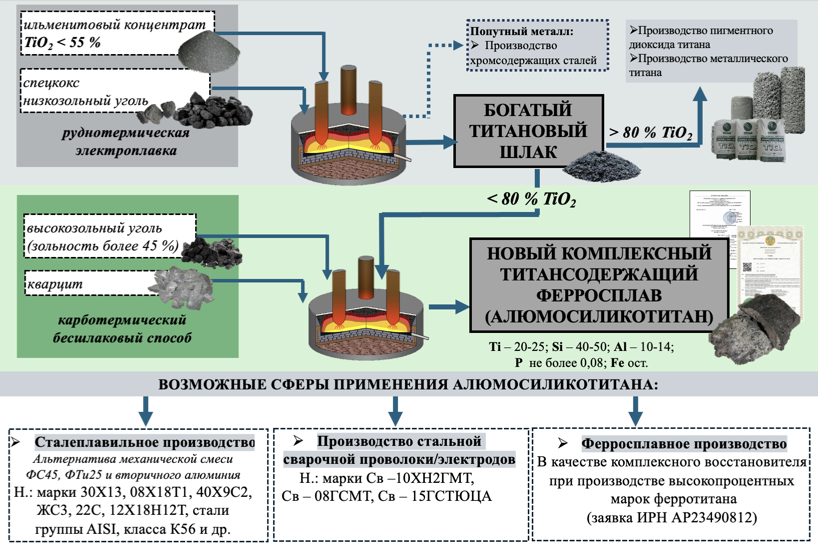 ильменитовый концентрат
TiO2 < 55 %
спецкокс
низкозольный уголь
руднотермическая
электроплавка
Попутный металл:
➢ Производство
хромсодержащих сталей
➢Производство пигментного
диоксида титана
➢Производство металлического
титана
БОГАТЫЙ
ТИТАНОВЫЙ
ШЛАК
> 80 % TiO2
TiO2
< 80 % TiO2
высокозольный уголь
(зольность более 45 %)
кварцит
карботермический
бесшлаковый способ
НОВЫЙ КОМПЛЕКСНЫЙ
ТИТАНСОДЕРЖАЩИЙ
ФЕРРОСПЛАВ
(АЛЮМОСИЛИКОТИТАН)
Ti – 20-25; Si – 40-50; Al – 10-14;
P не более 0,08; Fe ост.
ВОЗМОЖНЫЕ СФЕРЫ ПРИМЕНЕНИЯ АЛЮМОСИЛИКОТИТАНА:
➢ Сталеплавильное производство
Альтернатива механической смеси
ФС45, ФТи25 и вторичного алюминия
Н.: марки 30Х13, 08Х18Т1, 40Х9С2,
ЖС3, 22С, 12Х18Н12Т, стали
группы AISI, класса К56 и др.
➢ Производство стальной
сварочной проволоки/электродов
Н.: марки Св –10ХН2ГМТ,
Св – 08ГСМТ, Св – 15ГСТЮЦА
➢ Ферросплавное производство
В качестве комплексного восстановителя
при производстве высокопроцентных
марок ферротитана
(заявка ИРН АР23490812)